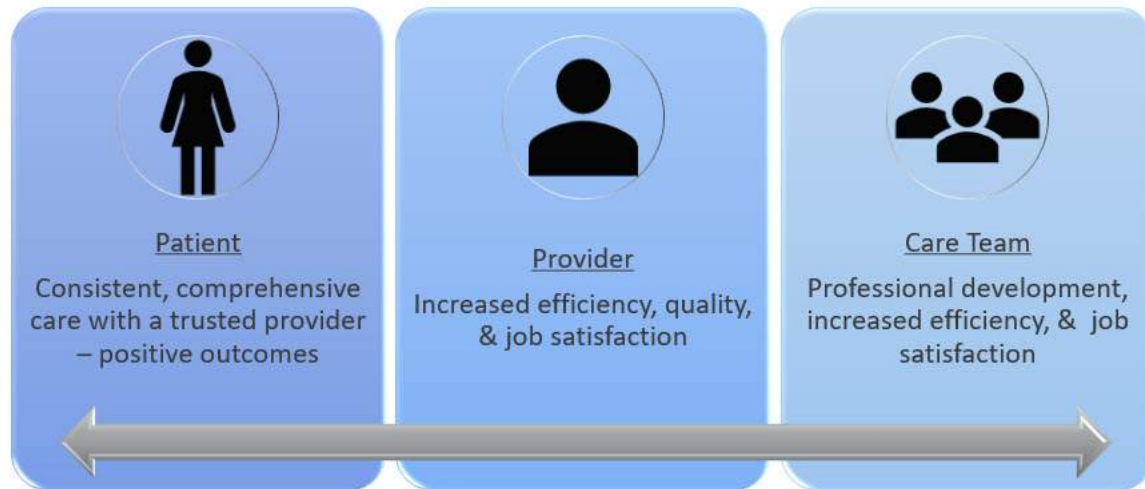 Patient
Consistent, comprehensive
care with a trusted provider
– positive outcomes
Provider
Increased efficiency, quality,
& job satisfaction
Care Team
Professional development,
increased efficiency, &  job
satisfaction